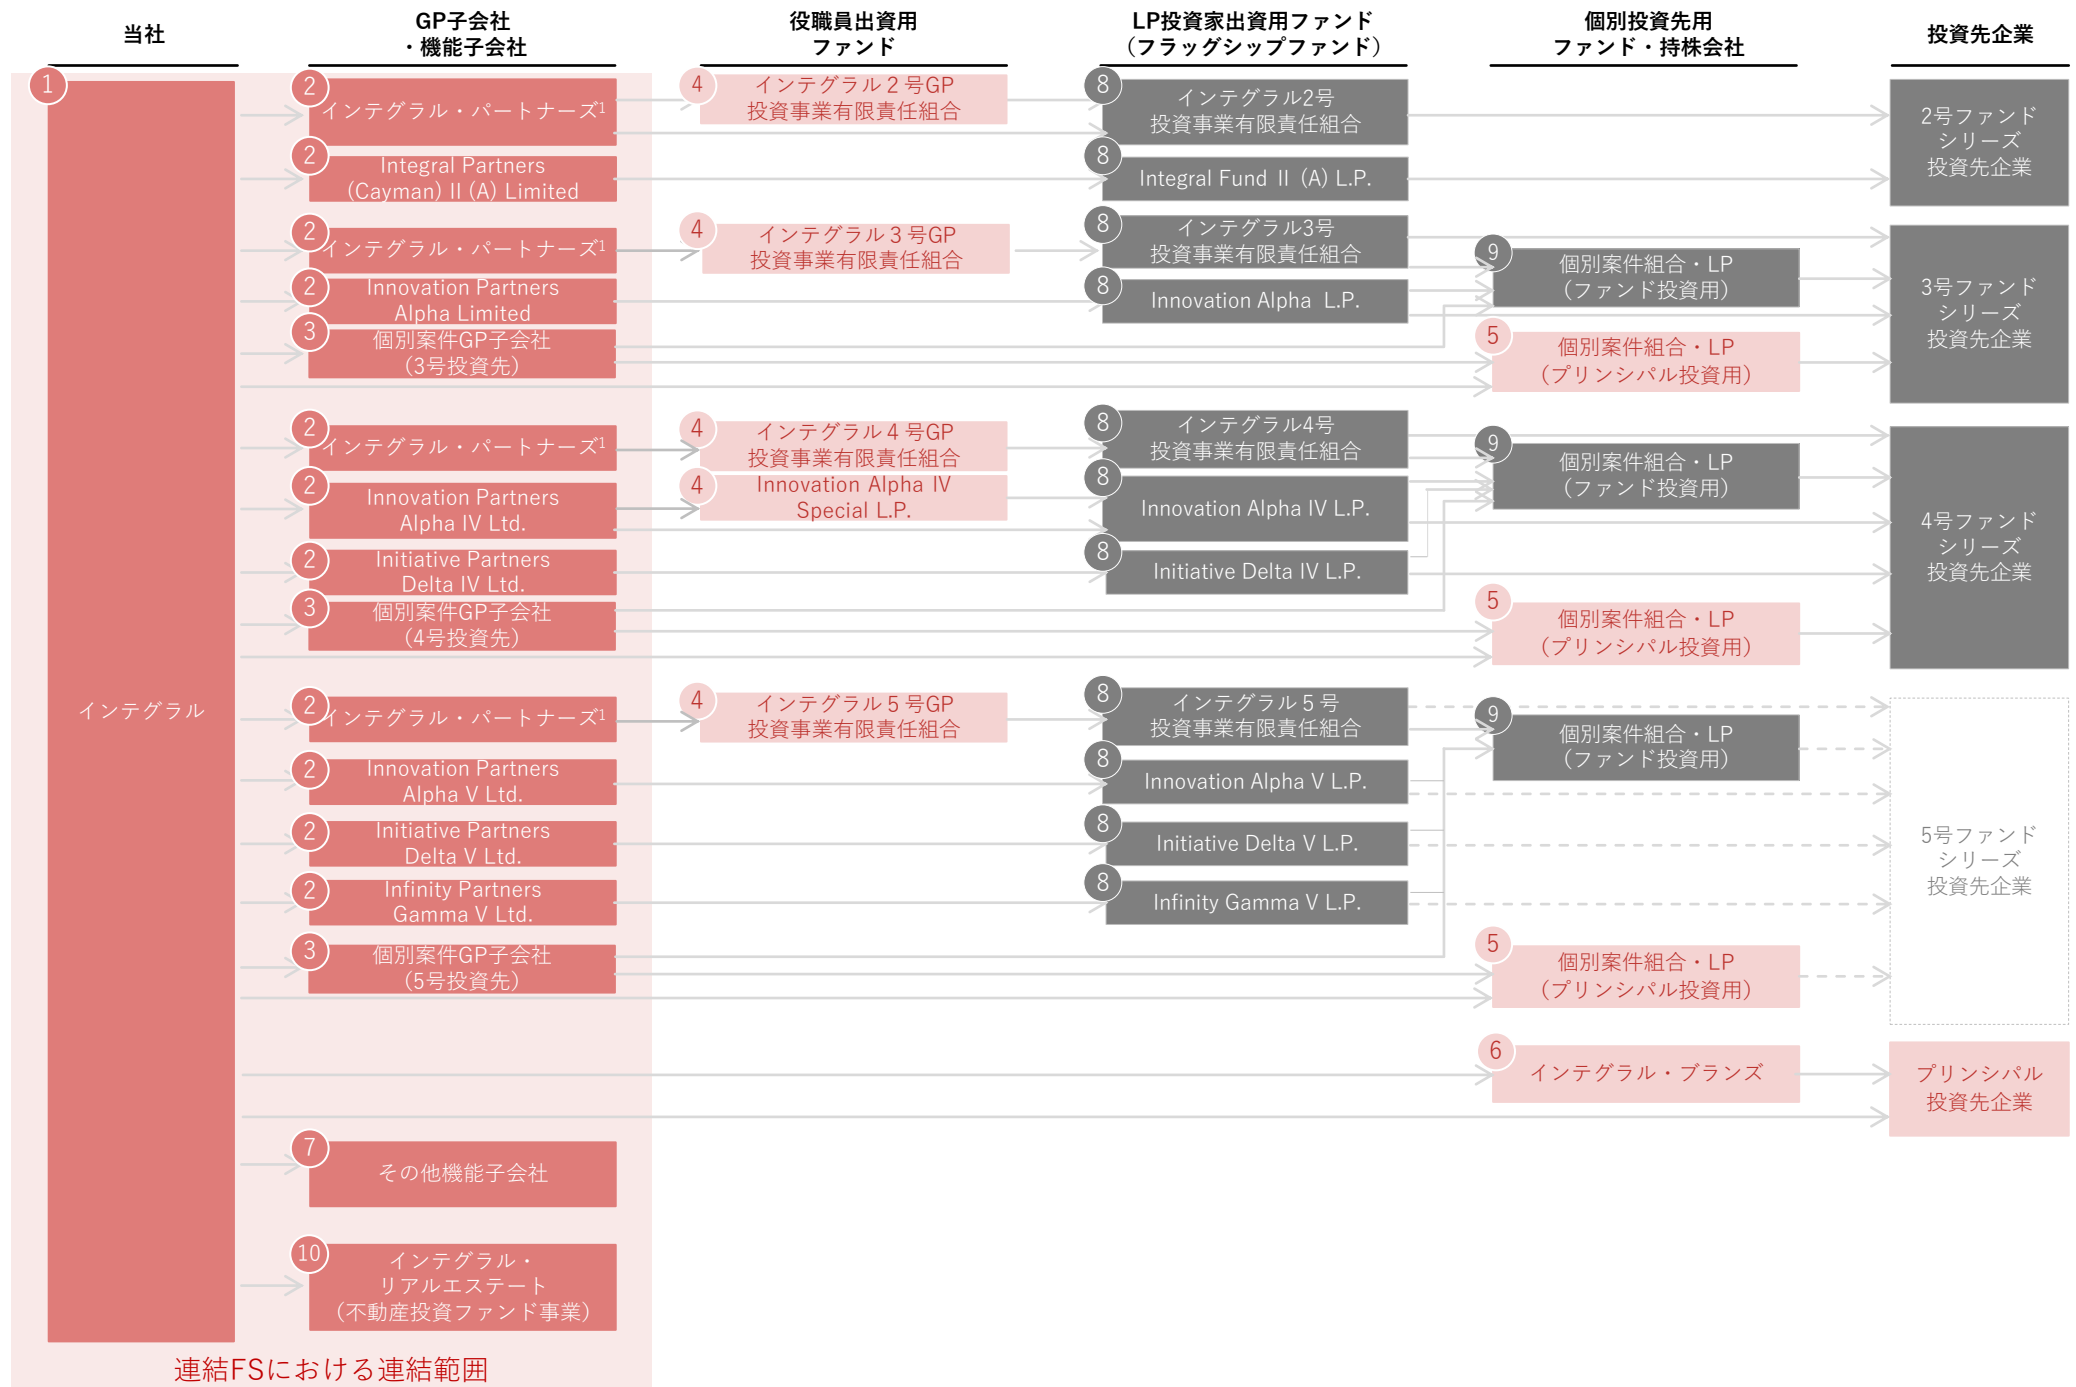 当社
GP子会社
・機能子会社
役職員出資用
ファンド
LP投資家出資用ファンド
（フラッグシップファンド）
個別投資先用
ファンド・持株会社
投資先企業
1
インテグラル
2
インテグラル・パートナーズ1
4
インテグラル２号GP
投資事業有限責任組合
8
インテグラル2号
投資事業有限責任組合
2号ファンド
シリーズ
投資先企業
2
Integral Partners
(Cayman) II (A) Limited
8
Integral Fund Ⅱ (A) L.P.
2
インテグラル・パートナーズ1
4
インテグラル３号GP
投資事業有限責任組合
8
インテグラル3号
投資事業有限責任組合
9
個別案件組合・LP
（ファンド投資用）
3号ファンド
シリーズ
投資先企業
2
Innovation Partners
Alpha Limited
8
Innovation Alpha L.P.
3
個別案件GP子会社
（3号投資先）
5
個別案件組合・LP
（プリンシパル投資用）
2
インテグラル・パートナーズ1
4
インテグラル４号GP
投資事業有限責任組合
8
インテグラル4号
投資事業有限責任組合
9
個別案件組合・LP
（ファンド投資用）
4号ファンド
シリーズ
投資先企業
2
Innovation Partners
Alpha IV Ltd.
4
Innovation Alpha IV
Special L.P.
8
Innovation Alpha IV L.P.
2
Initiative Partners
Delta IV Ltd.
8
Initiative Delta IV L.P.
3
個別案件GP子会社
（4号投資先）
5
個別案件組合・LP
（プリンシパル投資用）
2
インテグラル・パートナーズ1
4
インテグラル５号GP
投資事業有限責任組合
8
インテグラル５号
投資事業有限責任組合
9
個別案件組合・LP
（ファンド投資用）
5号ファンド
シリーズ
投資先企業
2
Innovation Partners
Alpha V Ltd.
8
Innovation Alpha V L.P.
2
Initiative Partners
Delta V Ltd.
8
Initiative Delta V L.P.
2
Infinity Partners
Gamma V Ltd.
8
Infinity Gamma V L.P.
3
個別案件GP子会社
（5号投資先）
5
個別案件組合・LP
（プリンシパル投資用）
6
インテグラル・ブランズ
プリンシパル
投資先企業
7
その他機能子会社
10
インテグラル・
リアルエステート
（不動産投資ファンド事業）
連結FSにおける連結範囲